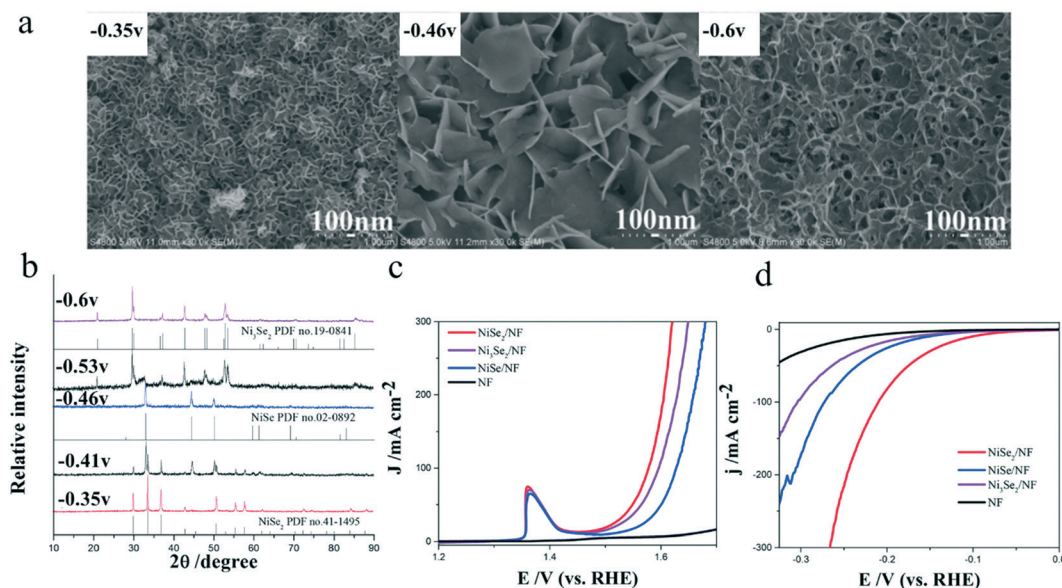 a
-0.35v
-0.46v
-0.6v
100nm
100nm
100nm
S4800 5.0kV 11.0mm x30.0k SE(M)
1.00um
S4800 5.0kV 11.2mm x30.0k SE(M)
1.00um
1.00um
b
Relative intensity
-0.6v
Ni3Se2 PDF no.19-0841
-0.53v
-0.46v
NiSe PDF no.02-0892
-0.41v
-0.35v
NiSe2 PDF no.41-1495
10 20 30 40 50 60 70 80 90
2θ /degree
c
J /mA cm-2
300
200
100
0
NiSe2/NF
Ni3Se2/NF
NiSe/NF
NF
1.2 1.4 1.6
E /V (vs. RHE)
d
j /mA cm-2
0
-100
-200
-300
NiSe2/NF
NiSe/NF
Ni3Se2/NF
NF
-0.3 -0.2 -0.1 0.0
E /V (vs. RHE)